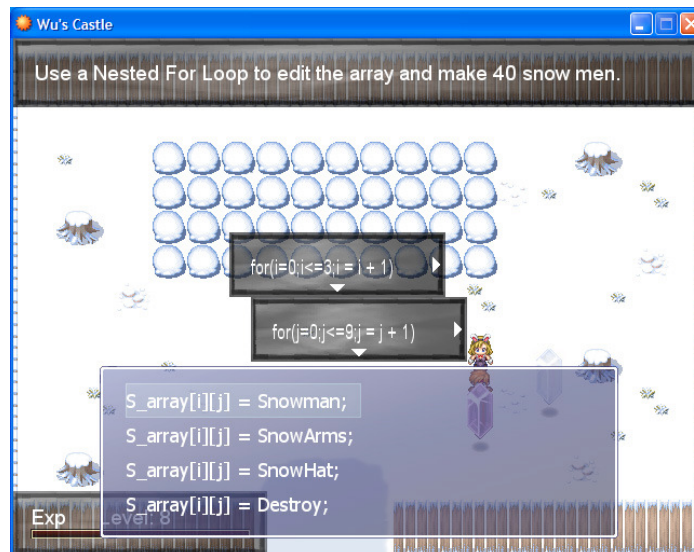 Wu's Castle
Use a Nested For Loop to edit the array and make 40 snow men.
for(i=0;i<=3;i = i + 1)
for(j=0;j<=9;j = j + 1)
S_array[i][j] = Snowman;
S_array[i][j] = SnowArms;
S_array[i][j] = SnowHat;
S_array[i][j] = Destroy;
Exp Level: 8